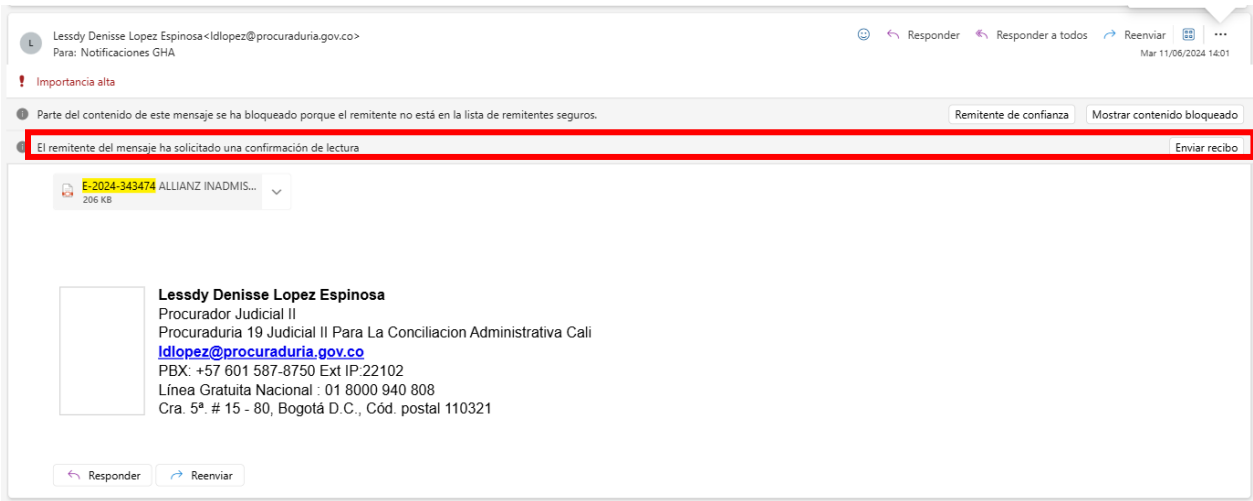 L
Lessdy Denisse Lopez Espinosa<ldlopez@procuraduria.gov.co>
Para: Notificaciones GHA
Responder
Responder a todos
Reenviar
Mar 11/06/2024 14:01
Importancia alta
Parte del contenido de este mensaje se ha bloqueado porque el remitente no está en la lista de remitentes seguros.
Remitente de confianza
Mostrar contenido bloqueado
El remitente del mensaje ha solicitado una confirmación de lectura
Enviar recibo
E-2024-343474 ALLIANZ INADMIS...
206 KB
Lessdy Denisse Lopez Espinosa
Procurador Judicial II
Procuraduria 19 Judicial II Para La Conciliacion Administrativa Cali
ldlopez@procuraduria.gov.co
PBX: +57 601 587-8750 Ext IP:22102
Línea Gratuita Nacional : 01 8000 940 808
Cra. 5ª. # 15 - 80, Bogotá D.C., Cód. postal 110321
Responder
Reenviar